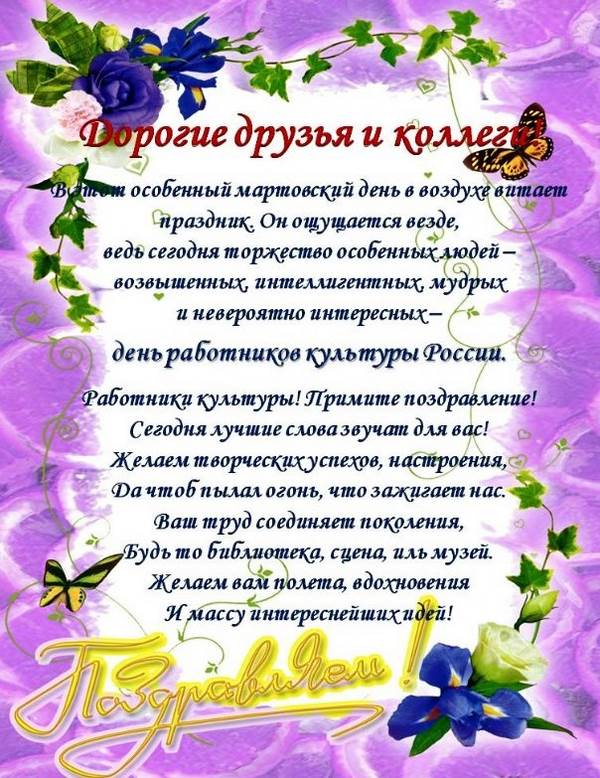 Дорогие друзья и коллеги!
В этот особенный мартовский день в воздухе витает
праздник. Он ощущается везде,
ведь сегодня торжество особенных людей –
возвышенных, интеллигентных, мудрых
и невероятно интересных –
день работников культуры России.
Работники культуры! Примите поздравление!
Сегодня лучшие слова звучат для вас!
Желаем творческих успехов, настроения,
Да чтоб пылал огонь, что зажигает нас.
Ваш труд соединяет поколения,
Будь то библиотека, сцена, иль музей.
Желаем вам полета, вдохновения
И массу интереснейших идей!
Поздравляем!